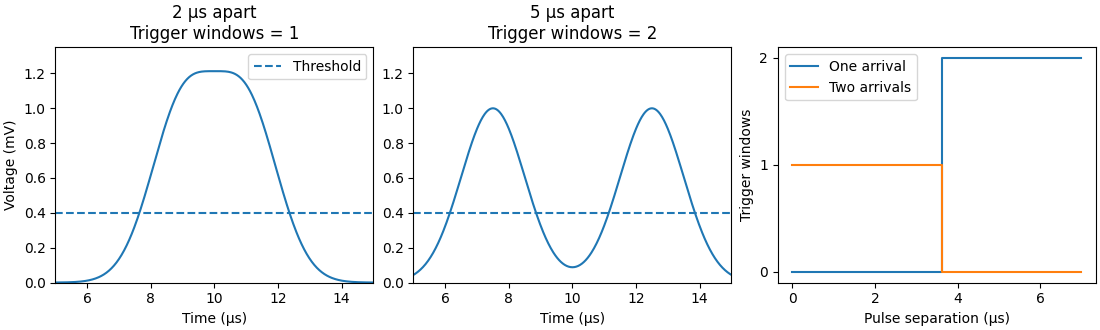 2 µs apart
Trigger windows = 1
Threshold
1.2
1.0
0.8
0.6
0.4
0.2
0.0
Voltage (mV)
6 8 10 12 14
Time (µs)
5 µs apart
Trigger windows = 2
1.2
1.0
0.8
0.6
0.4
0.2
0.0
6 8 10 12 14
Time (µs)
One arrival
Two arrivals
2
1
0
Trigger windows
0 2 4 6
Pulse separation (µs)